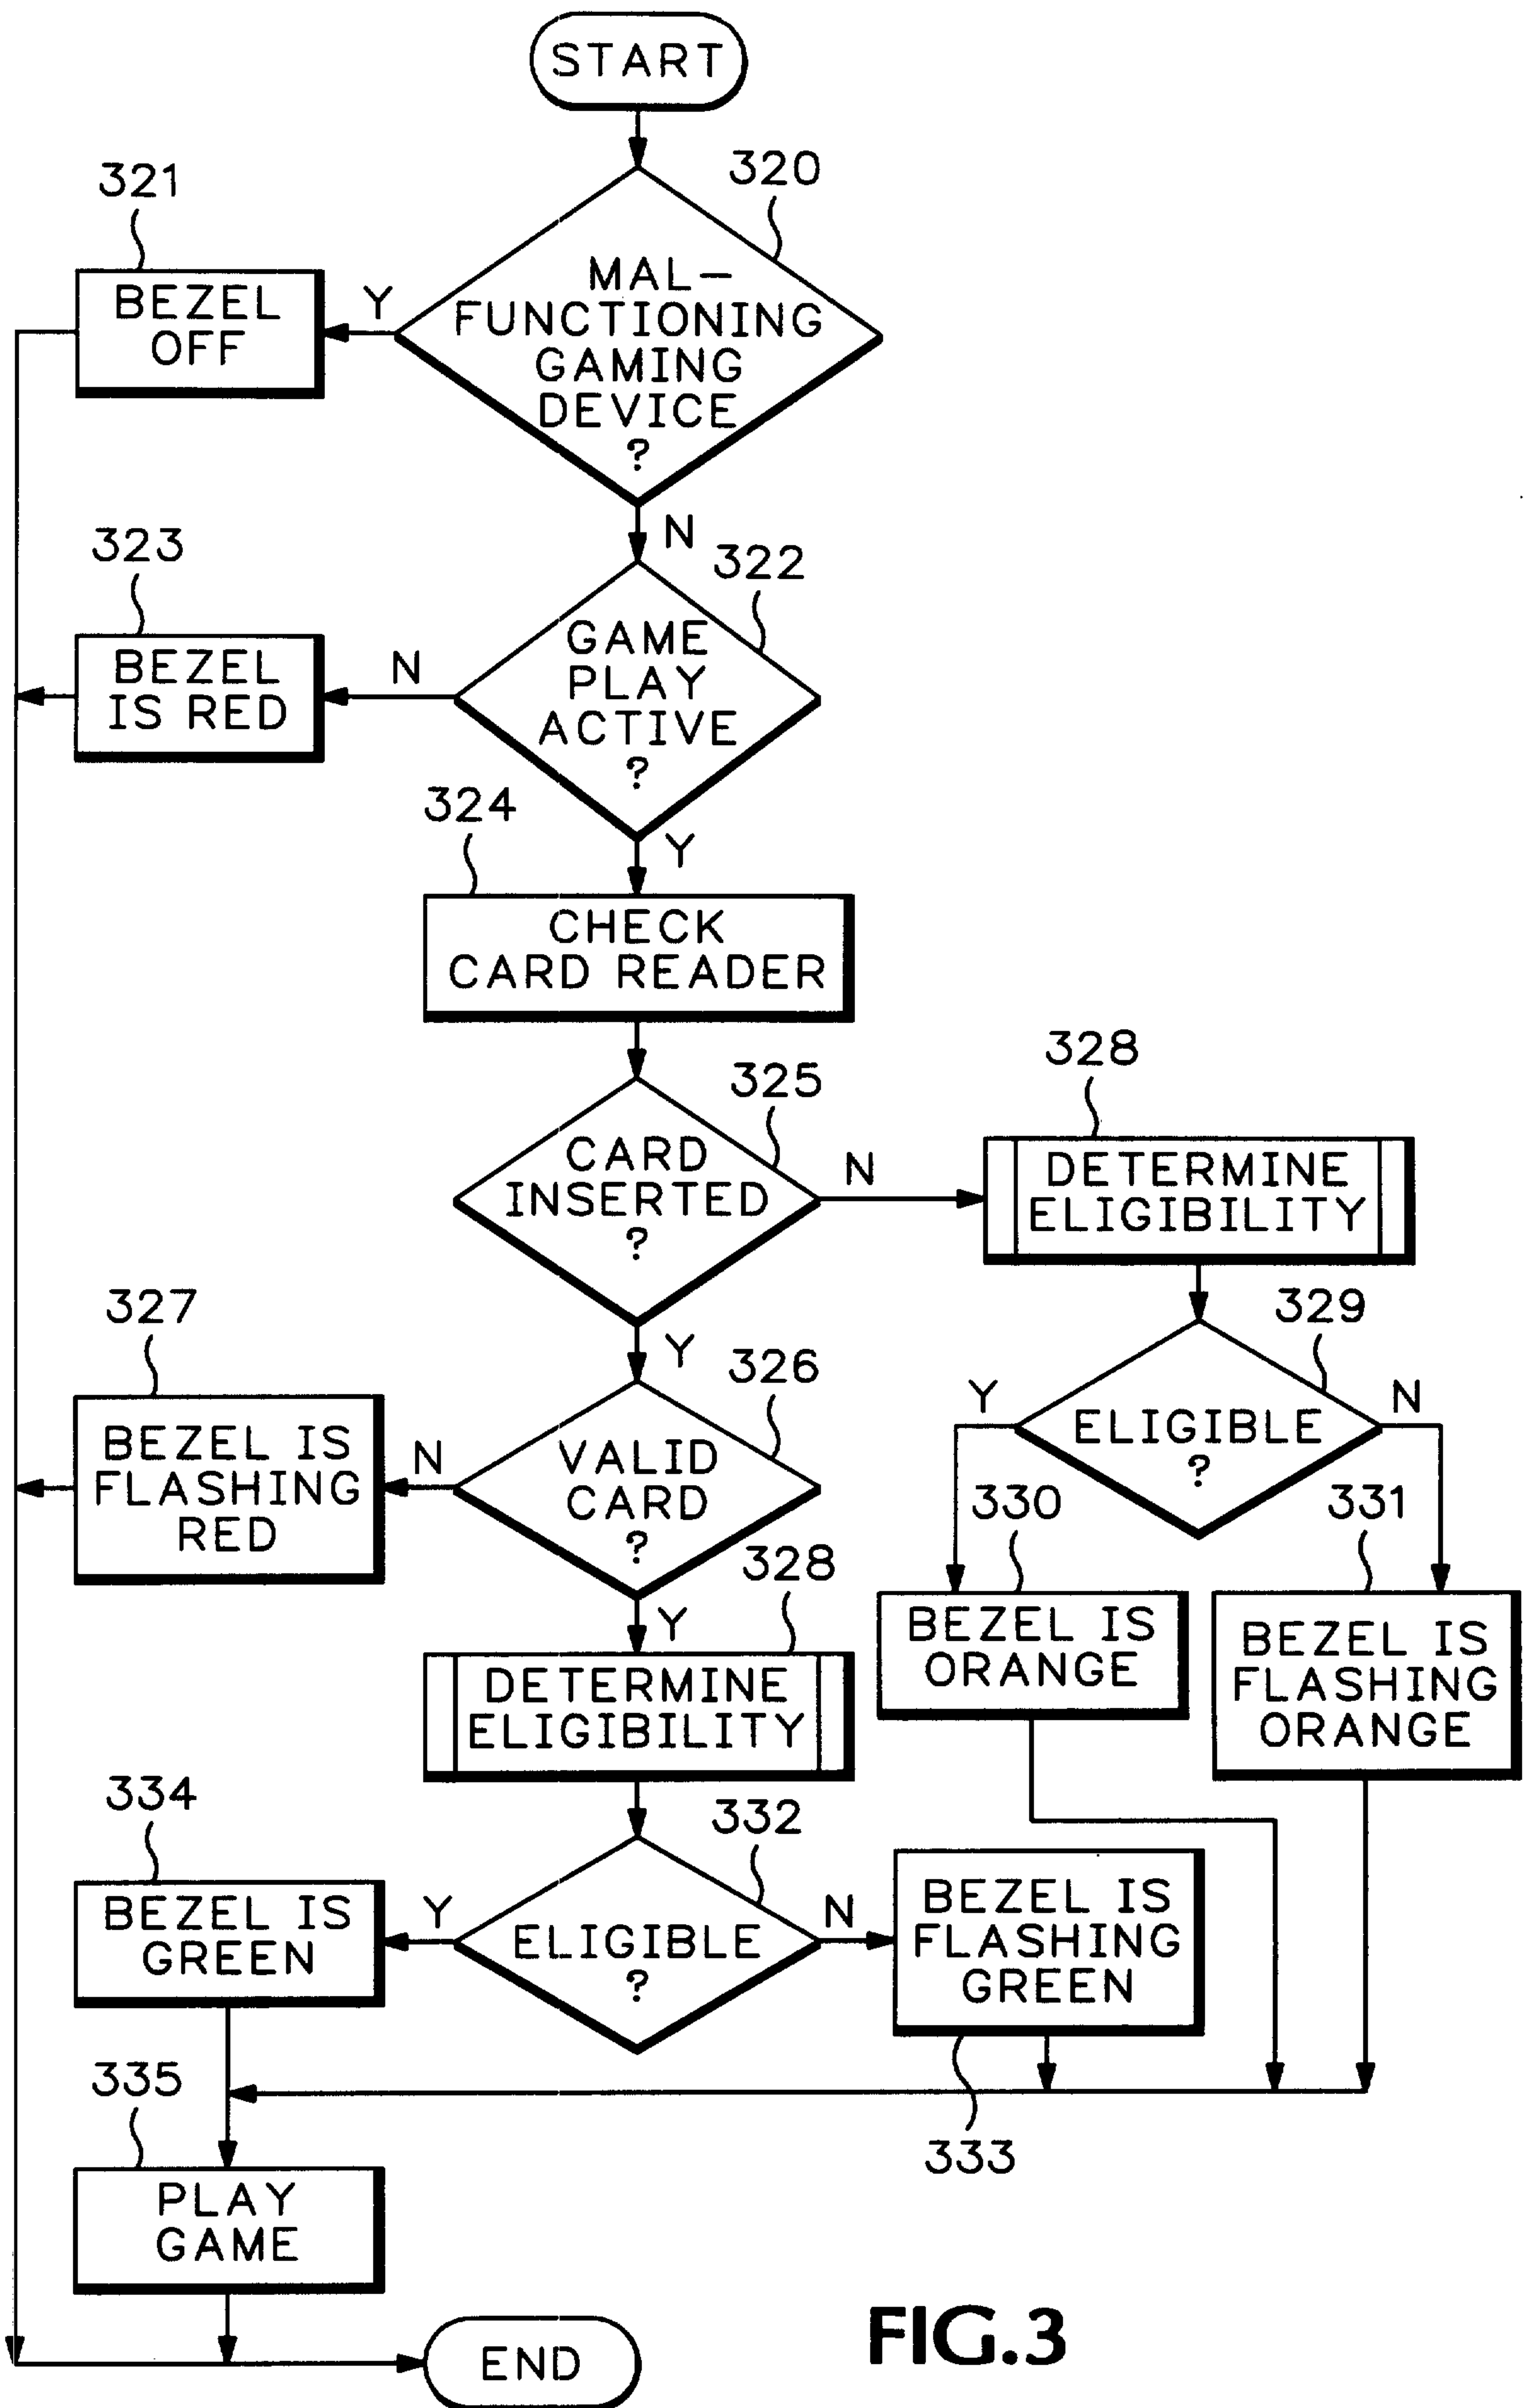 START
320
321
MAL-
FUNCTIONING
GAMING
DEVICE
?
Y
BEZEL
OFF
N
322
323
GAME
PLAY
ACTIVE
?
N
BEZEL
IS RED
324
Y
CHECK
CARD READER
325
328
CARD
INSERTED
?
N
DETERMINE
ELIGIBILITY
327
Y
326
329
Y
N
ELIGIBLE
?
BEZEL IS
FLASHING
RED
N
VALID
CARD
?
330
331
328
Y
BEZEL IS
ORANGE
BEZEL IS
FLASHING
ORANGE
DETERMINE
ELIGIBILITY
334
332
BEZEL IS
GREEN
Y
ELIGIBLE
?
N
BEZEL IS
FLASHING
GREEN
335
333
PLAY
GAME
END
FIG.3